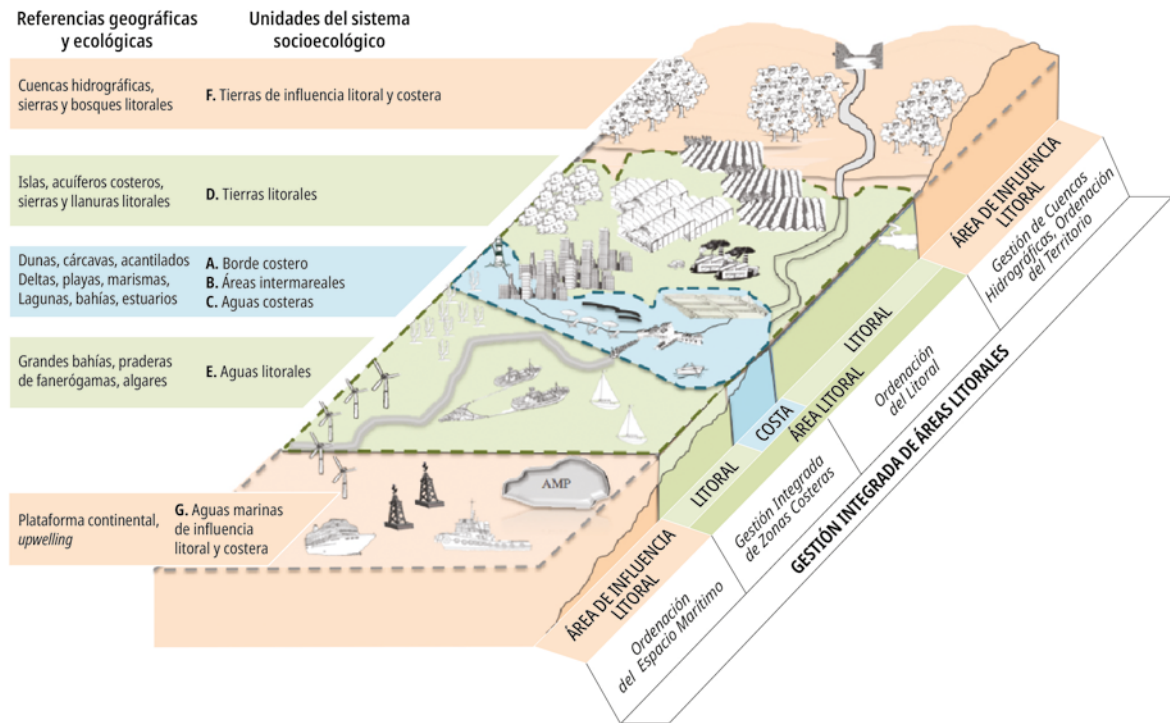 Referencias geográficas
y ecológicas
Unidades del sistema
socioecológico
Cuencas hidrográficas,
sierras y bosques litorales
F. Tierras de influencia litoral y costera
Islas, acuíferos costeros,
sierras y llanuras litorales
D. Tierras litorales
Dunas, cárcavas, acantilados
Deltas, playas, marismas,
Lagunas, bahías, estuarios
A. Borde costero
B. Áreas intermareales
C. Aguas costeras
Grandes bahías, praderas
de fanerógamas, algares
E. Aguas litorales
Plataforma continental,
upwelling
G. Aguas marinas
de influencia
litoral y costera
AMP
ÁREA DE INFLUENCIA
LITORAL
LITORAL
COSTA
LITORAL
ÁREA LITORAL
ÁREA DE INFLUENCIA
LITORAL
Ordenación
del Espacio Marítimo
Gestión Integrada
de Zonas Costeras
Ordenación
del Litoral
Gestión de Cuencas
Hidrográficas, Ordenación
del Territorio
GESTIÓN INTEGRADA DE ÁREAS LITORALES